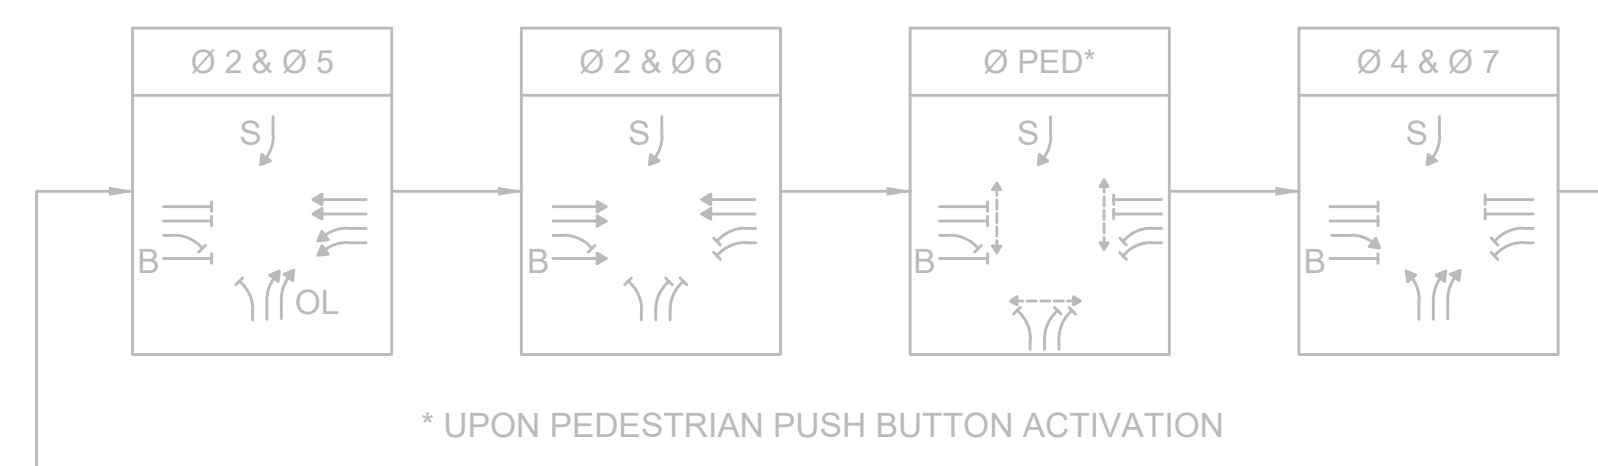 Ø 2 & Ø 5
Ø 2 & Ø 6
Ø PED*
Ø 4 & Ø 7
S
S
S
S
B
B
B
B
OL
* UPON PEDESTRIAN PUSH BUTTON ACTIVATION